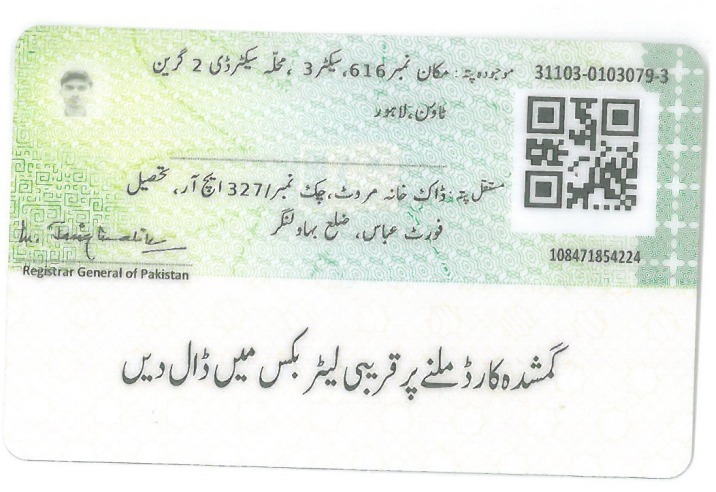 31103-0103079-3
موجودہ پتہ: مکان نمبر 616، سیکٹر 3، محلّہ سیکٹر ڈی 2 گرین
ٹاؤن، لاہور
مستقل پتہ: ڈاک خانہ مروٹ، چک نمبر 327/ ایچ آر، تحصیل
فورٹ عباس، ضلع بہاولنگر
108471854224
Registrar General of Pakistan
گمشدہ کارڈ ملنے پر قریبی لیٹر بکس میں ڈال دیں